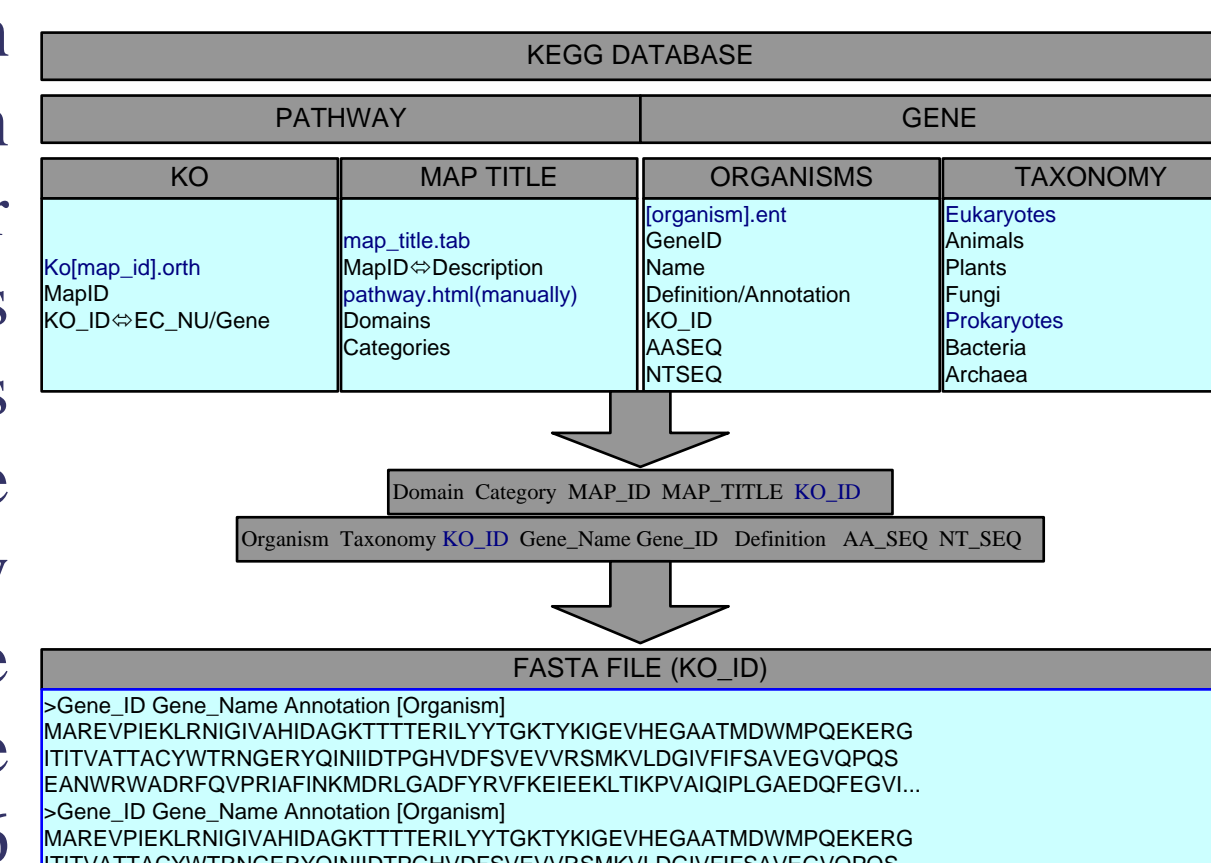 KEGG DATABASE
PATHWAY GENE
KO MAP TITLE ORGANISMS TAXONOMY
Ko[map_id].orth
MapID
KO_ID⇔EC_NU/Gene
map_title.tab
MapID⇔Description
pathway.html(manually)
Domains
Categories
[organism].ent
GeneID
Name
Definition/Annotation
KO_ID
AASEQ
NTSEQ
Eukaryotes
Animals
Plants
Fungi
Prokaryotes
Bacteria
Archaea
Domain Category MAP_ID MAP_TITLE KO_ID
Organism Taxonomy KO_ID Gene_Name Gene_ID Definition AA_SEQ NT_SEQ
FASTA FILE (KO_ID)
>Gene_ID Gene_Name Annotation [Organism]
MAREVPIEKLRNIGIVAHIDAGKTTTTERILYYTGKTYKIGEVHEGAATMDWMPQEKERG
ITITVATTACYWTRNGERYQINIIDTPGHVDFSVEVVRSMKVLDGIVFIFSAVEGVQPQS
EANWRWADRFQVPRIAFINKMDRLGADFYRVFKEIEEKLTIKPVAIQIPLGAEDQFEGVI...
>Gene_ID Gene_Name Annotation [Organism]
MAREVPIEKLRNIGIVAHIDAGKTTTTERILYYTGKTYKIGEVHEGAATMDWMPQEKERG
ITITVATTACYWTRNGERYQINIIDTPGHVDFSVEVVRSMKVLDGIVFIFSAVEGVQPQS